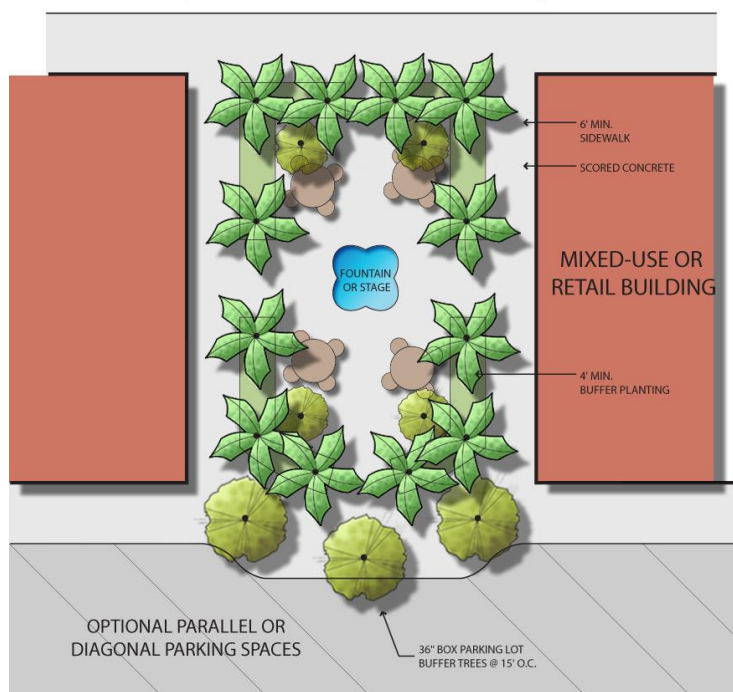 6' MIN.
SIDEWALK
SCORED CONCRETE
MIXED-USE OR
RETAIL BUILDING
FOUNTAIN
OR STAGE
4' MIN.
BUFFER PLANTING
OPTIONAL PARALLEL OR
DIAGONAL PARKING SPACES
36" BOX PARKING LOT
BUFFER TREES @ 15' O.C.